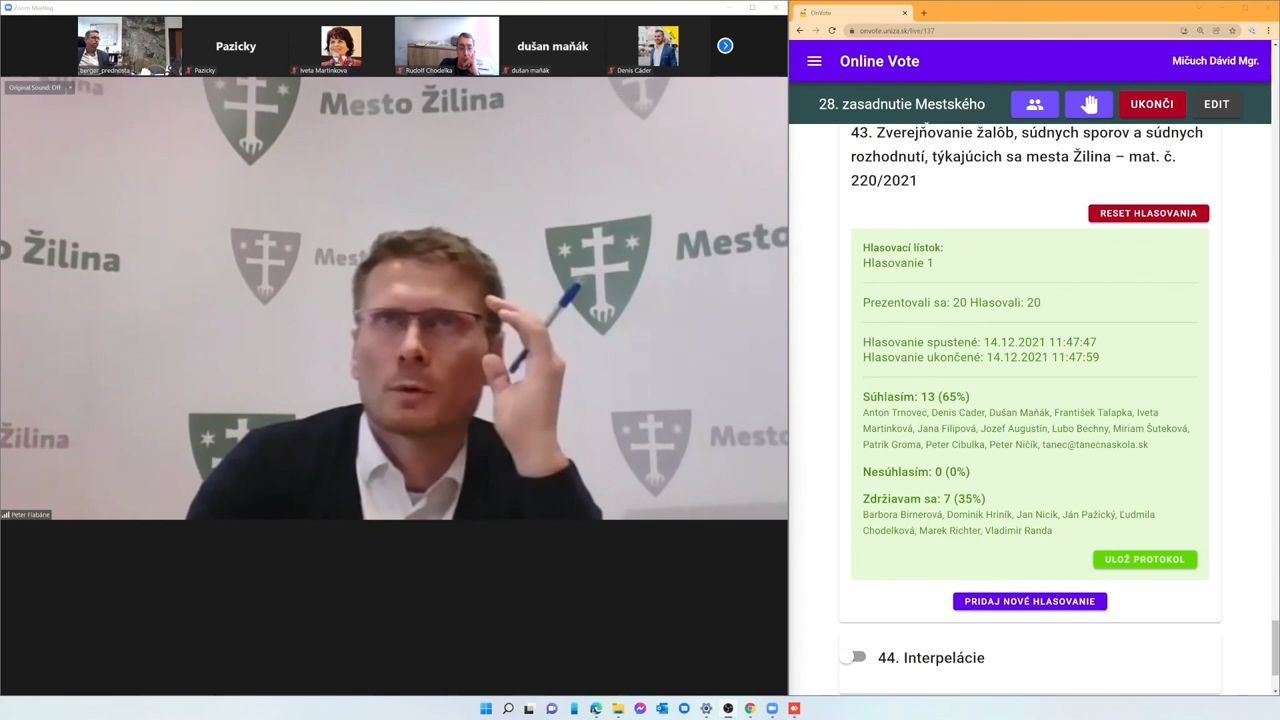 Zoom Meeting
berger_prednosta
Pazicky
Pazicky
Iveta Martinkova
Rudolf Chodelka
dušan maňák
dušan maňák
Denis Cáder
Original Sound: Off
Mesto Žilina
o Žilina
Mest
Mesto
Žilina
Mesto
Peter Fiabáne
OnVote
onvote.uniza.sk/live/137
Online Vote
Mičuch Dávid Mgr.
28. zasadnutie Mestského
UKONČI
EDIT
43. Zverejňovanie žalôb, súdnych sporov a súdnych
rozhodnutí, týkajúcich sa mesta Žilina – mat. č.
220/2021
RESET HLASOVANIA
Hlasovací lístok:
Hlasovanie 1
Prezentovali sa: 20 Hlasovali: 20
Hlasovanie spustené: 14.12.2021 11:47:47
Hlasovanie ukončené: 14.12.2021 11:47:59
Súhlasím: 13 (65%)
Anton Trnovec, Denis Cader, Dušan Maňák, František Talapka, Iveta
Martinková, Jana Filipová, Jozef Augustín, Ľubo Bechny, Miriam Šuteková,
Patrik Groma, Peter Cibulka, Peter Ničík, tanec@tanecnaskola.sk
Nesúhlasím: 0 (0%)
Zdržiavam sa: 7 (35%)
Barbora Birnerová, Dominik Hriník, Jan Nicik, Ján Pažický, Ľudmila
Chodelková, Marek Richter, Vladimir Randa
ULOŽ PROTOKOL
PRIDAJ NOVÉ HLASOVANIE
44. Interpelácie